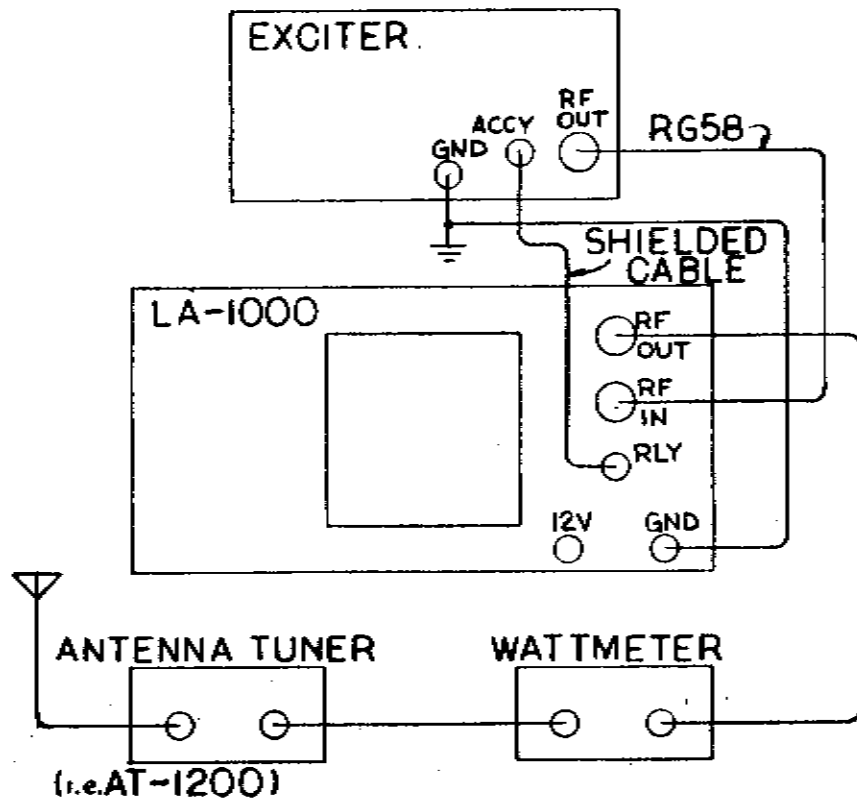 EXCITER.
RF
OUT
ACCY
GND
RG58
SHIELDED
CABLE
LA-1000
RF
OUT
RF
IN
RLY
12V
GND
ANTENNA TUNER
WATTMETER
(i.e. AT-1200)